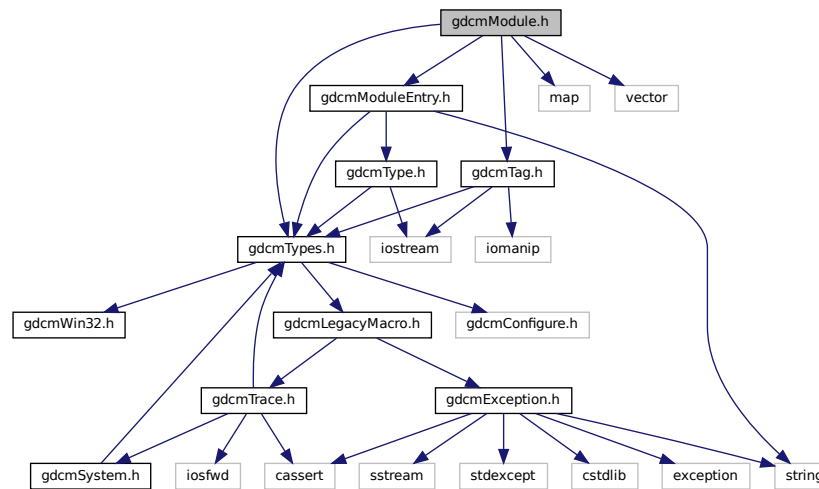 gdcmModule.h
gdcmModuleEntry.h
map
vector
gdcmType.h
gdcmTag.h
gdcmTypes.h
iostream
iomanip
gdcmWin32.h
gdcmLegacyMacro.h
gdcmConfigure.h
gdcmTrace.h
gdcmException.h
gdcmSystem.h
iosfwd
cassert
sstream
stdexcept
cstdlib
exception
string